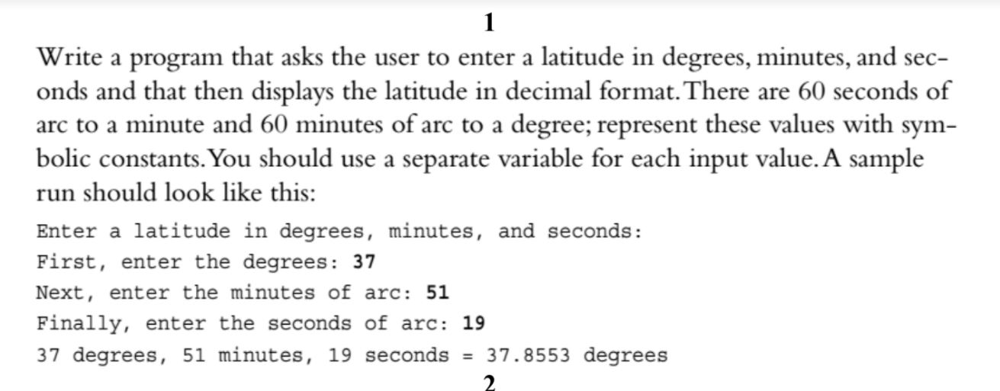 1
Write a program that asks the user to enter a latitude in degrees, minutes, and sec-
onds and that then displays the latitude in decimal format. There are 60 seconds of
arc to a minute and 60 minutes of arc to a degree; represent these values with sym-
bolic constants. You should use a separate variable for each input value. A sample
run should look like this:
Enter a latitude in degrees, minutes, and seconds:
First, enter the degrees: 37
Next, enter the minutes of arc: 51
Finally, enter the seconds of arc: 19
37 degrees, 51 minutes, 19 seconds = 37.8553 degrees
2